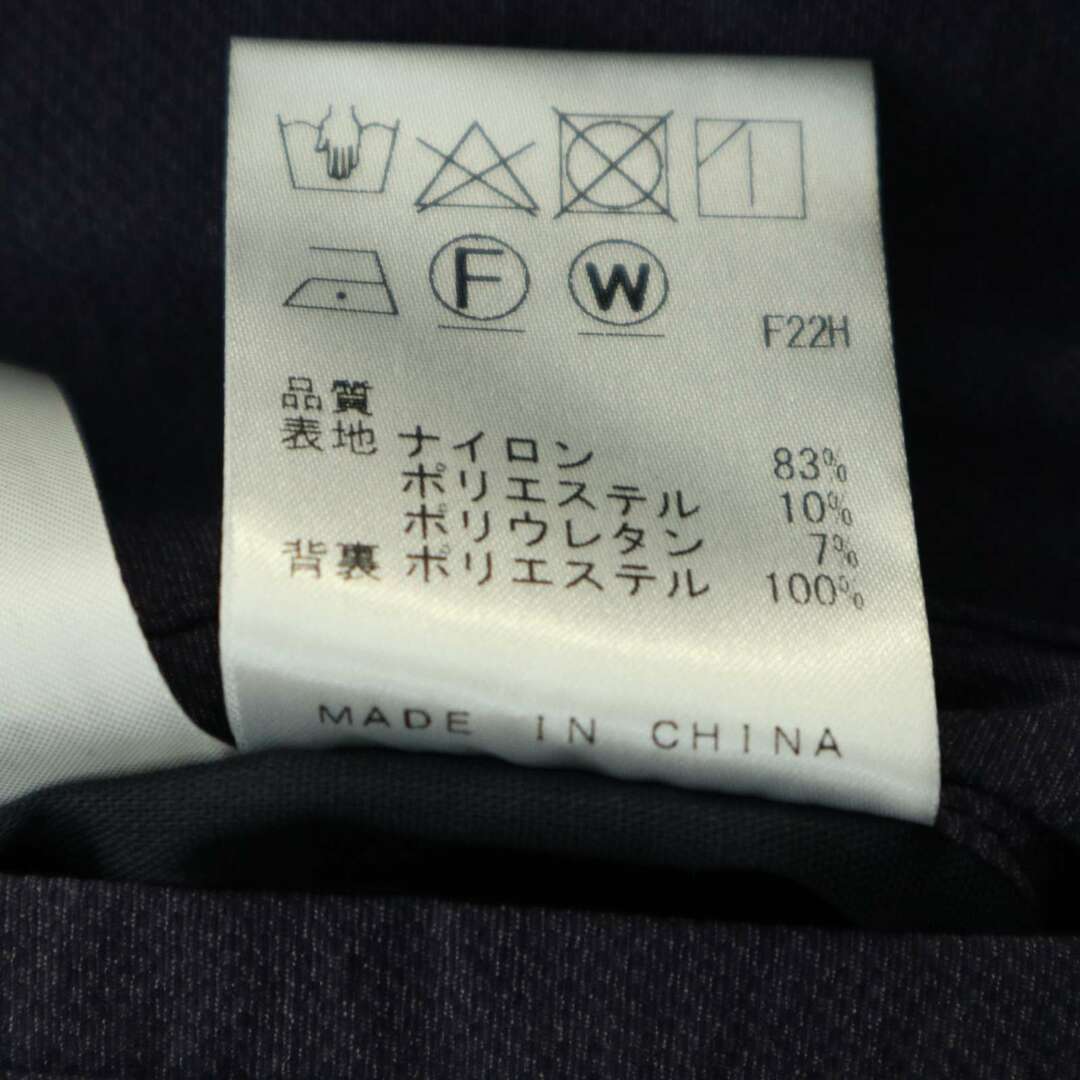 F W F22H
品質
表地 ナイロン 83%
ポリエステル 10%
ポリウレタン 7%
背裏 ポリエステル 100%
MADE IN CHINA